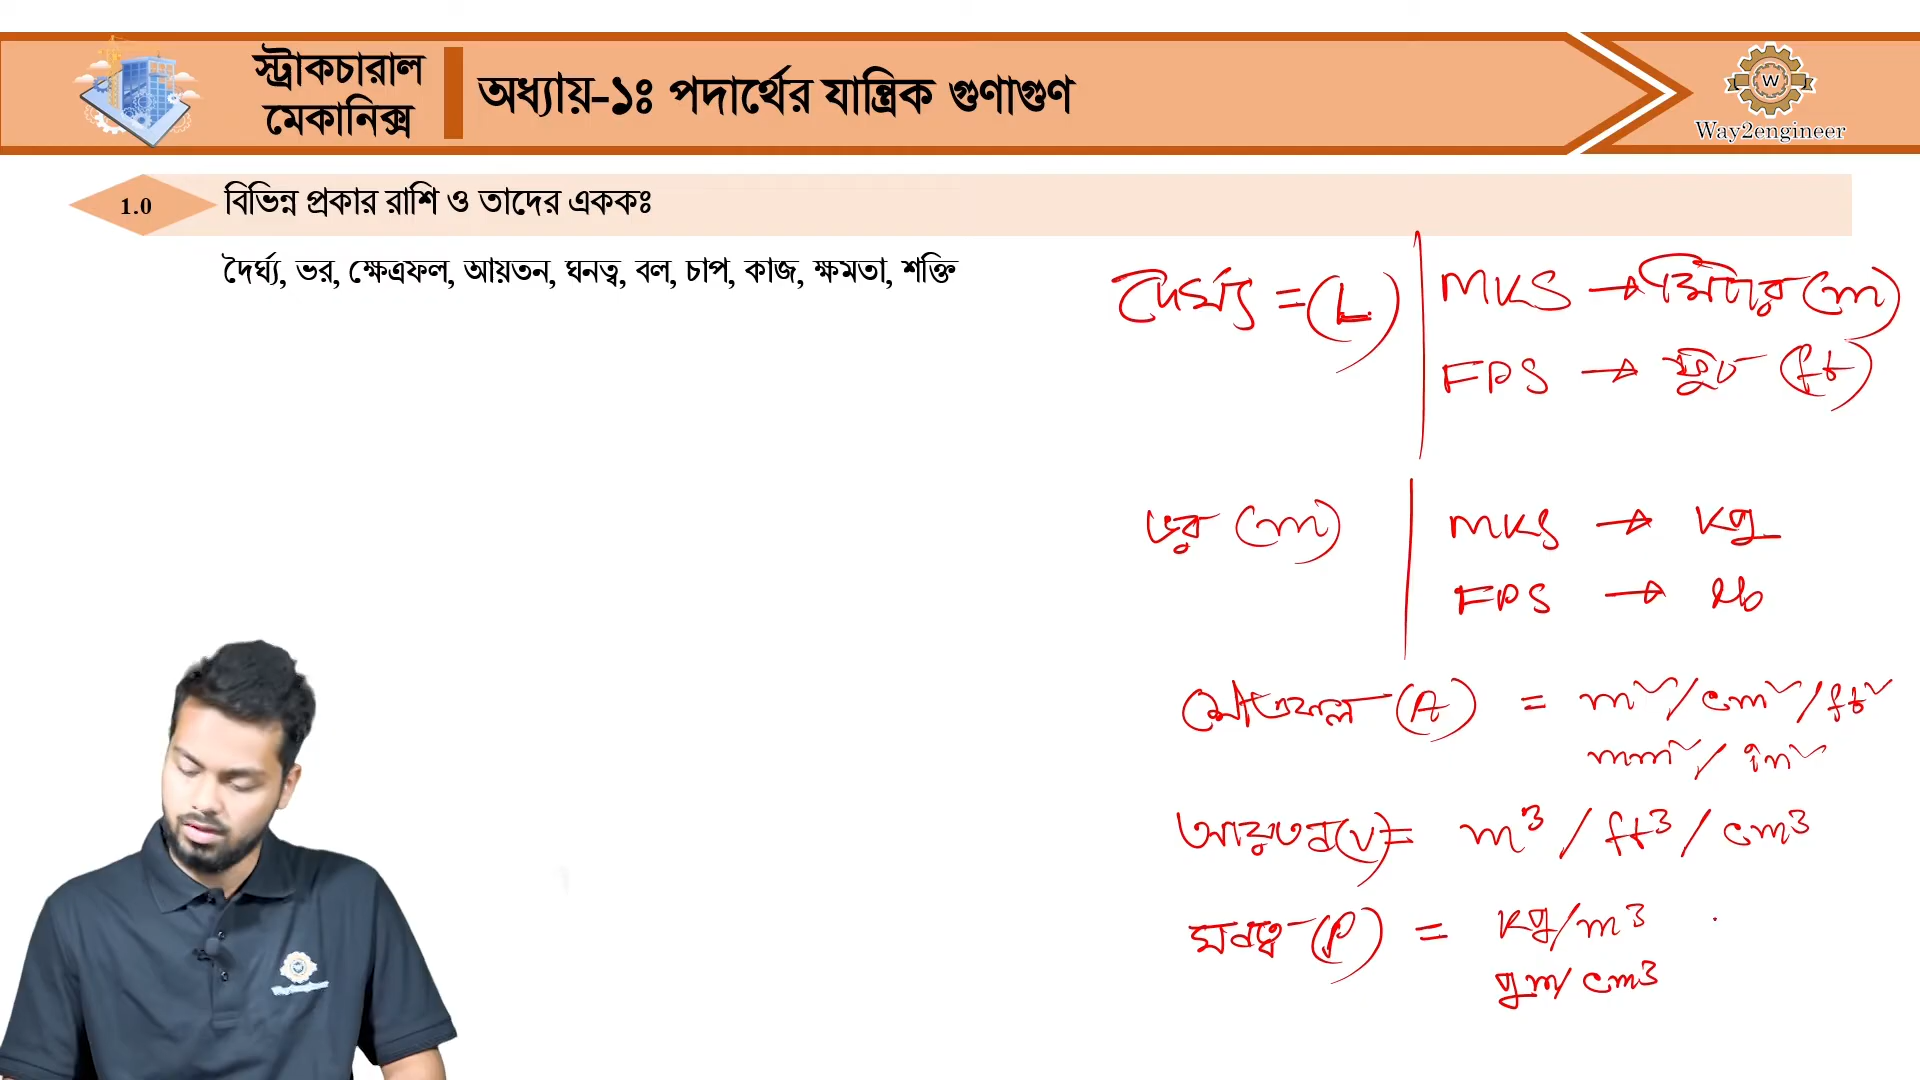 স্ট্রাকচারাল
মেকানিক্স
অধ্যায়-১ঃ পদার্থের যান্ত্রিক গুণাগুণ
W
Way2engineer
1.0
বিভিন্ন প্রকার রাশি ও তাদের এককঃ
দৈর্ঘ্য, ভর, ক্ষেত্রফল, আয়তন, ঘনত্ব, বল, চাপ, কাজ, ক্ষমতা, শক্তি
দৈর্ঘ্য = (L) MKS → মিটার (m)
FPS → ফুট (ft)
ভর (m) MKS → kg
FPS → lb
ক্ষেত্রফল (A) = m²/cm²/ft²
mm²/in²
আয়তন (V) = m³/ft³/cm³
ঘনত্ব (ρ) = kg/m³
gm/cm³
Way2engineer